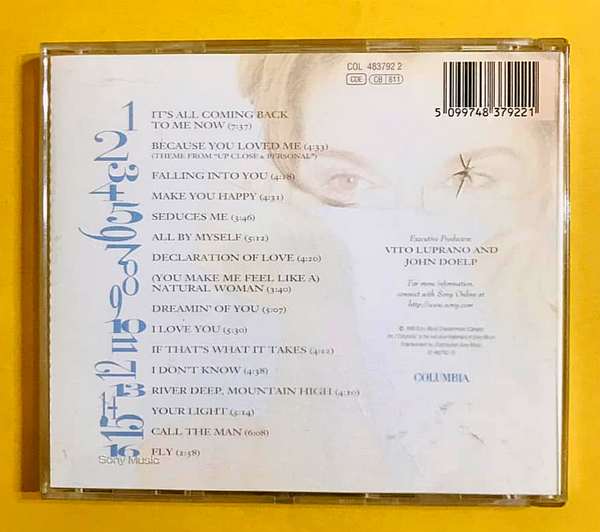 COL 483792 2
CDE CB 811
5 099748 379221
1 IT'S ALL COMING BACK
TO ME NOW (7:37)
2 BECAUSE YOU LOVED ME (4:33)
(THEME FROM "UP CLOSE & PERSONAL")
3 FALLING INTO YOU (4:18)
4 MAKE YOU HAPPY (4:31)
5 SEDUCES ME (3:46)
6 ALL BY MYSELF (5:12)
7 DECLARATION OF LOVE (4:20)
8 (YOU MAKE ME FEEL LIKE A)
NATURAL WOMAN (3:40)
9 DREAMIN' OF YOU (5:07)
10 I LOVE YOU (5:30)
11 IF THAT'S WHAT IT TAKES (4:12)
12 I DON'T KNOW (4:38)
13 RIVER DEEP, MOUNTAIN HIGH (4:10)
14 YOUR LIGHT (5:14)
15 CALL THE MAN (6:08)
16 FLY (2:58)
Sony Music
Executive Producers:
VITO LUPRANO AND
JOHN DOELP
For more information,
connect with Sony Online at
http://www.sony.com
COLUMBIA